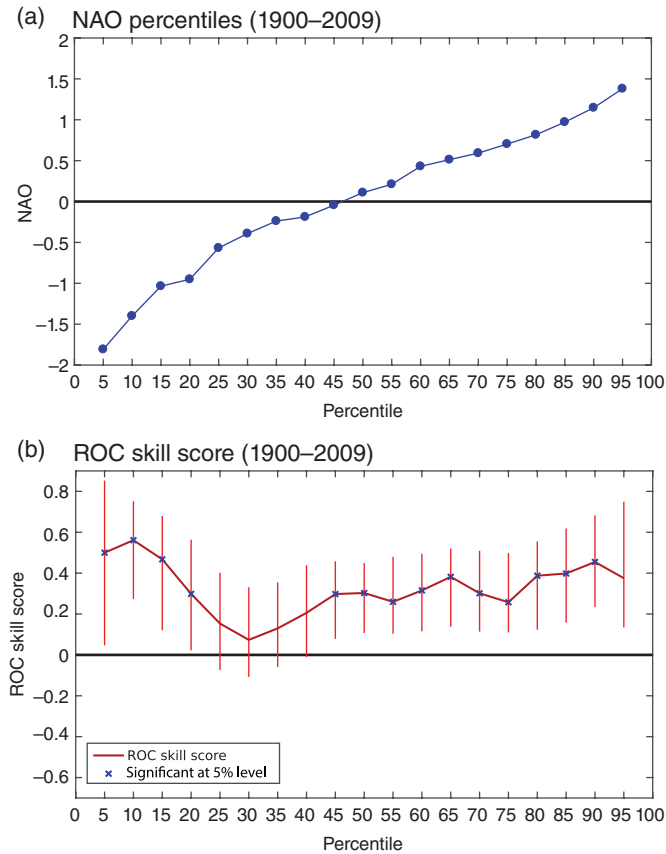 (a) NAO percentiles (1900–2009)
2
1.5
1
0.5
0
−0.5
−1
−1.5
−2
NAO
0 5 10 15 20 25 30 35 40 45 50 55 60 65 70 75 80 85 90 95 100
Percentile
(b) ROC skill score (1900–2009)
0.8
0.6
0.4
0.2
0
−0.2
−0.4
−0.6
ROC skill score
ROC skill score
Significant at 5% level
0 5 10 15 20 25 30 35 40 45 50 55 60 65 70 75 80 85 90 95 100
Percentile